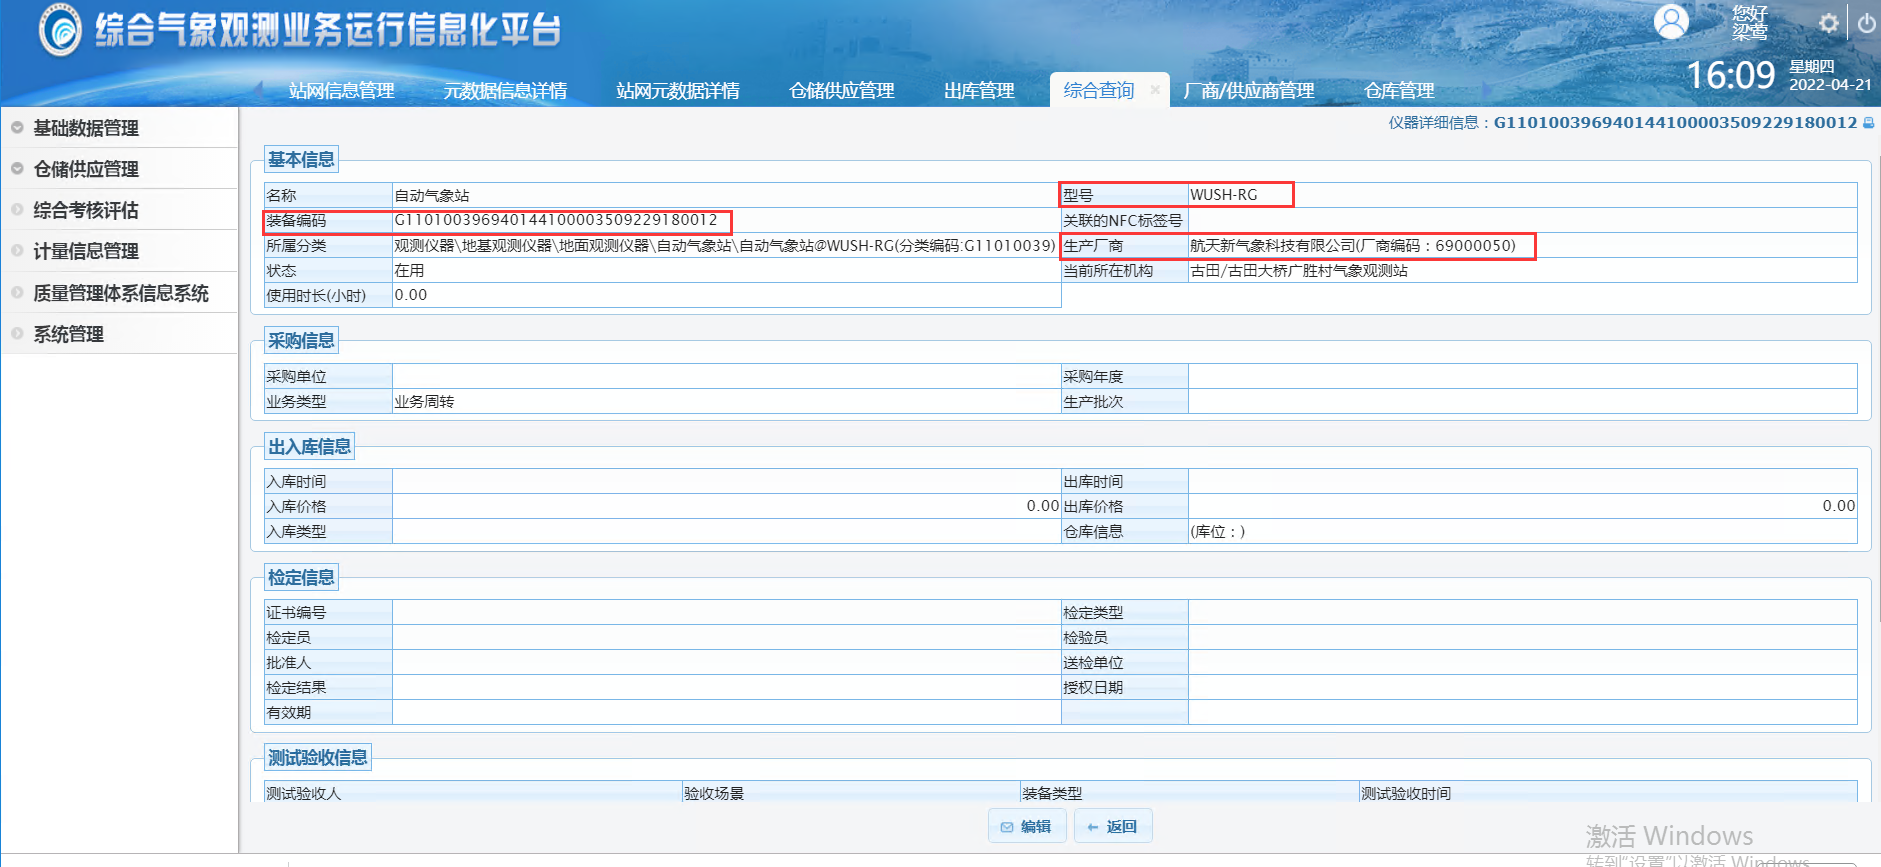 综合气象观测业务运行信息化平台
您好
梁莺
16:09 星期四
2022-04-21
站网信息管理 元数据信息详情 站网元数据详情 仓储供应管理 出库管理 综合查询 × 厂商/供应商管理 仓库管理
基础数据管理
仓储供应管理
综合考核评估
计量信息管理
质量管理体系信息系统
系统管理
仪器详细信息：G11010039694014410000350922918​0012
基本信息
名称 自动气象站 型号 WUSH-RG
装备编码 G110100396940144100003509229180012 关联的NFC标签号
所属分类 观测仪器\地基观测仪器\地面观测仪器\自动气象站\自动气象站@WUSH-RG(分类编码:G11010039) 生产厂商 航天新气象科技有限公司(厂商编码：69000050)
状态 在用 当前所在机构 古田/古田大桥广胜村气象观测站
使用时长(小时) 0.00
采购信息
采购单位 采购年度
业务类型 业务周转 生产批次
出入库信息
入库时间 出库时间
入库价格 0.00 出库价格 0.00
入库类型 仓库信息 (库位：)
检定信息
证书编号 检定类型
检定员 检验员
批准人 送检单位
检定结果 授权日期
有效期
测试验收信息
测试验收人 验收场景 装备类型 测试验收时间
编辑 返回
激活 Windows
转到"设置"以激活 Windows